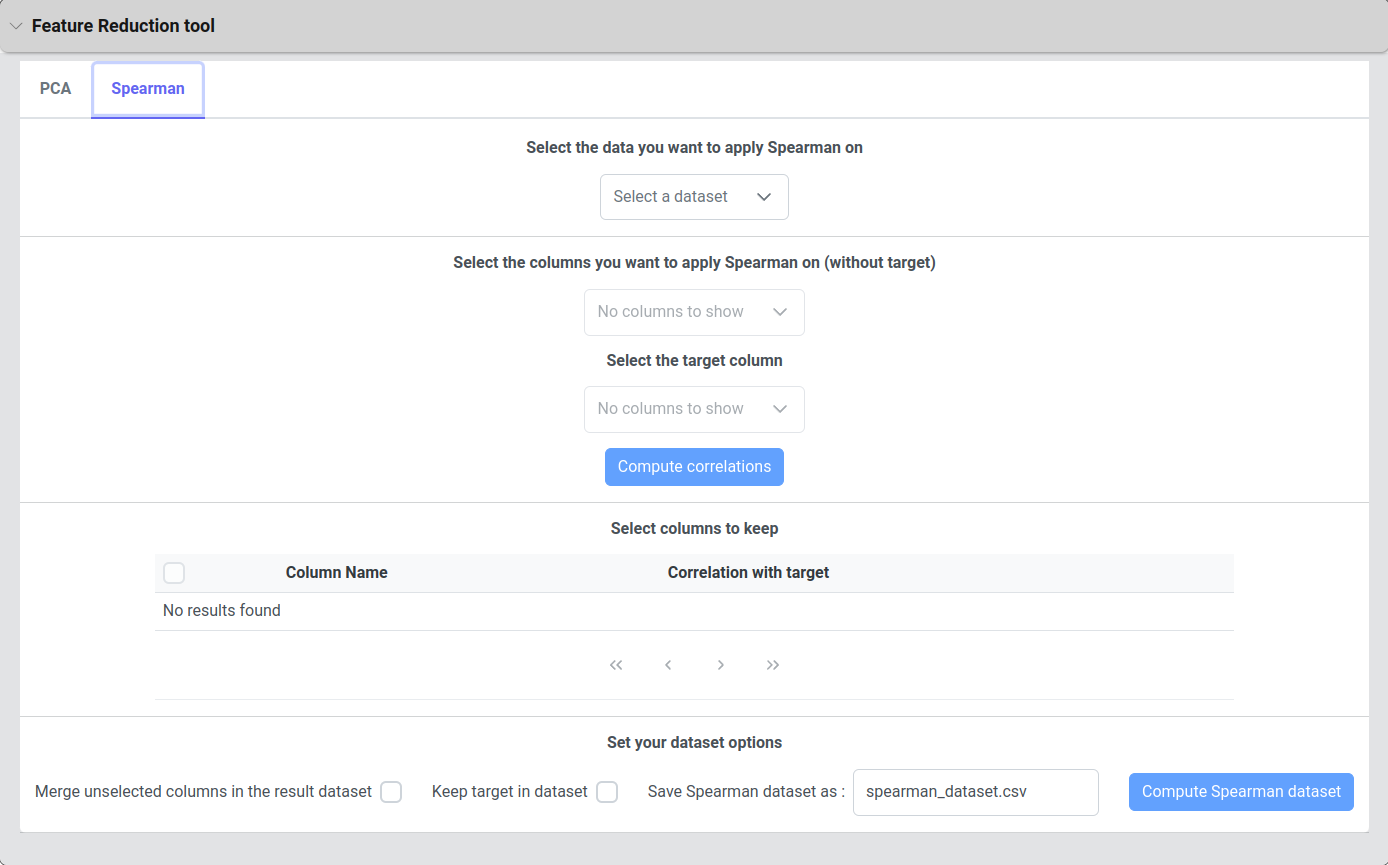 Feature Reduction tool
PCA Spearman
Select the data you want to apply Spearman on
Select a dataset
Select the columns you want to apply Spearman on (without target)
No columns to show
Select the target column
No columns to show
Compute correlations
Select columns to keep
Column Name Correlation with target
No results found
Set your dataset options
Merge unselected columns in the result dataset Keep target in dataset Save Spearman dataset as : spearman_dataset.csv Compute Spearman dataset